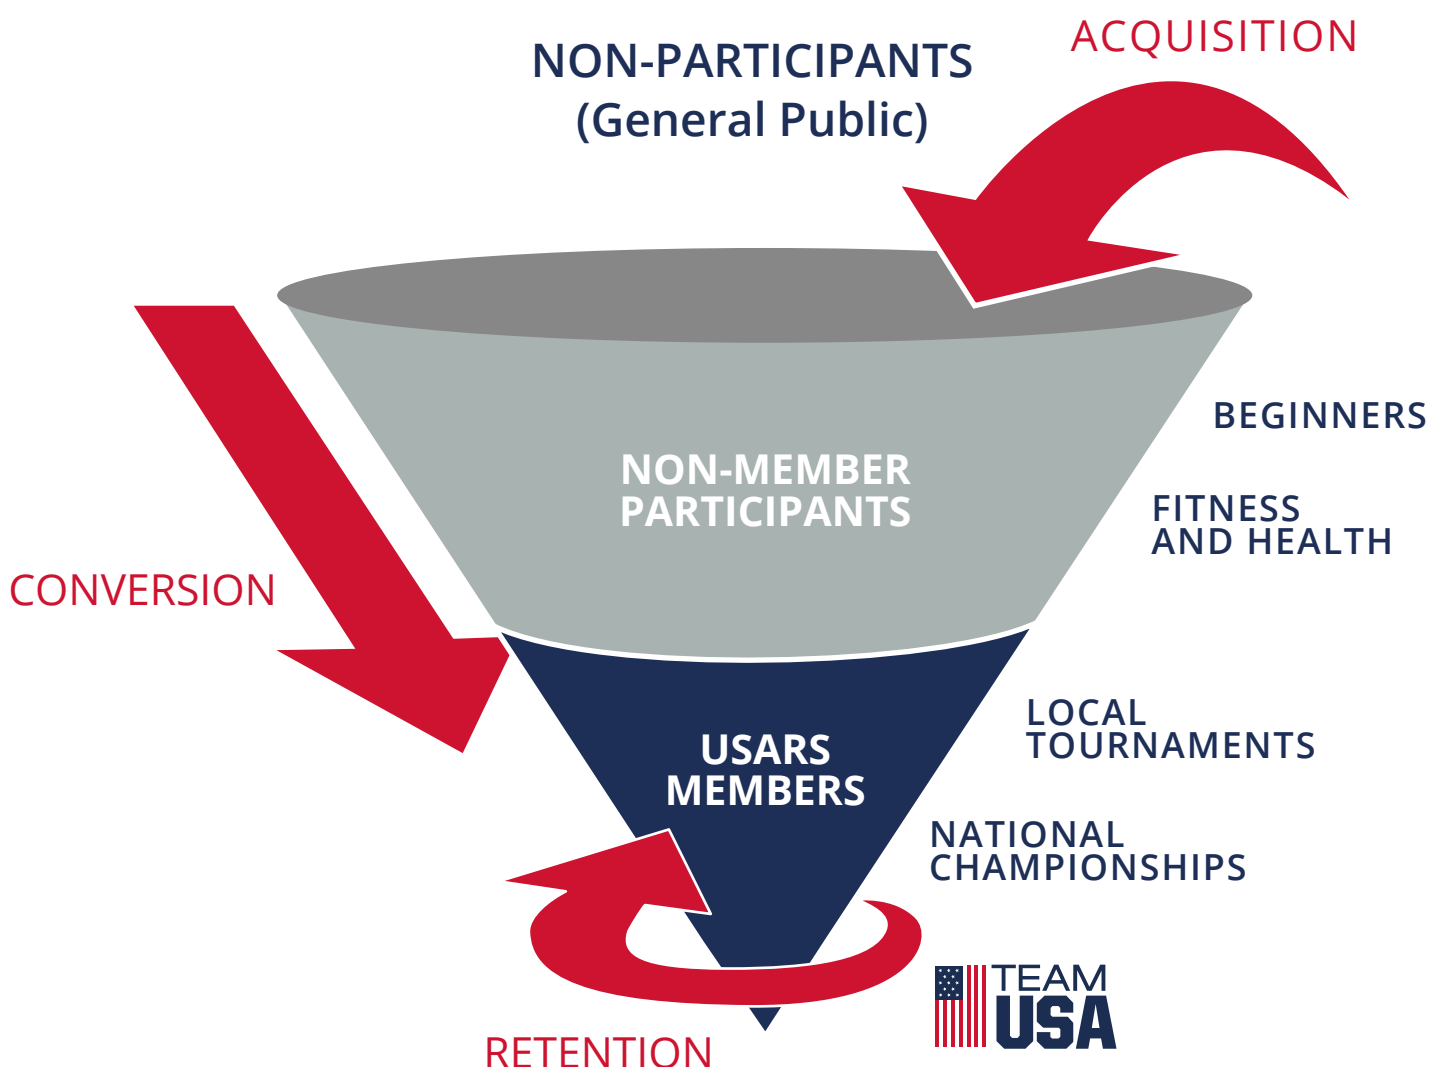 ACQUISITION
NON-PARTICIPANTS
(General Public)
BEGINNERS
NON-MEMBER
PARTICIPANTS
FITNESS
AND HEALTH
CONVERSION
LOCAL
TOURNAMENTS
USARS
MEMBERS
NATIONAL
CHAMPIONSHIPS
TEAM
USA
RETENTION